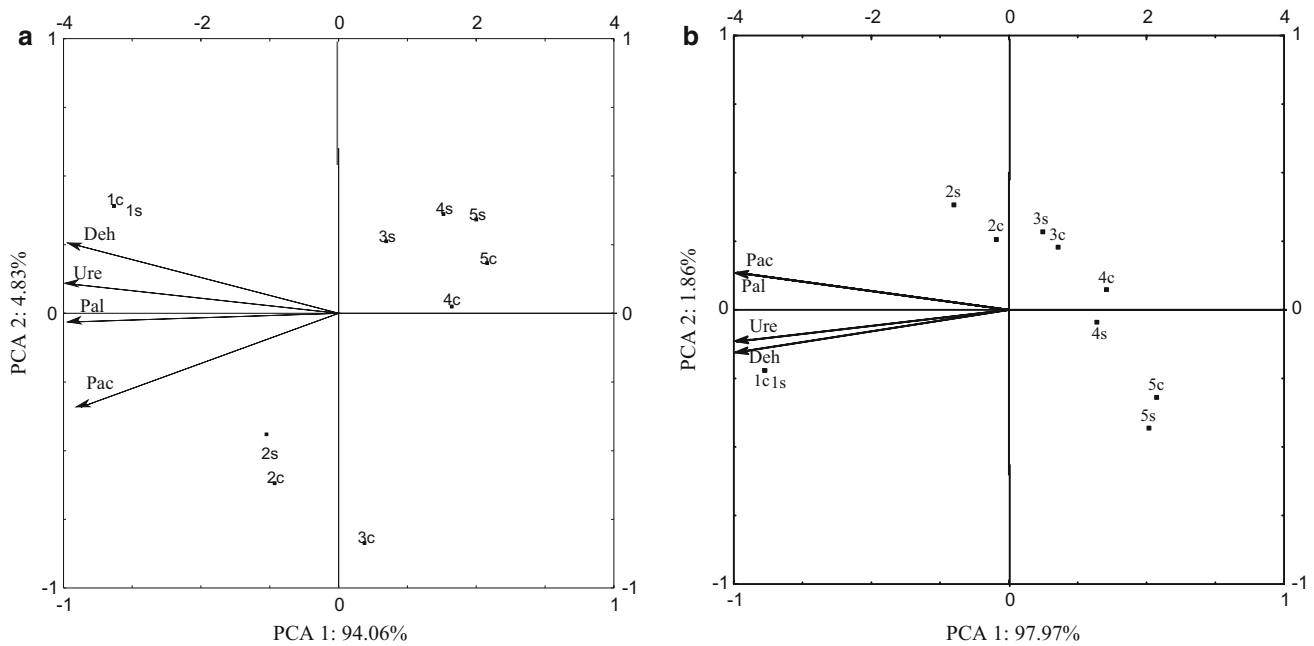 a
-4 -2 0 2 4
1 1
1c 1s
Deh
Ure
Pal
Pac
4s 5s
3s
5c
4c
0 0
2s
2c
3c
-1 -1
-1 0 1
PCA 2: 4.83%
PCA 1: 94.06%
b
-4 -2 0 2 4
1 1
2s
2c
3s
3c
Pac
Pal
4c
0 0
4s
Ure
Deh
1c 1s
5c
5s
-1 -1
-1 0 1
PCA 2: 1.86%
PCA 1: 97.97%